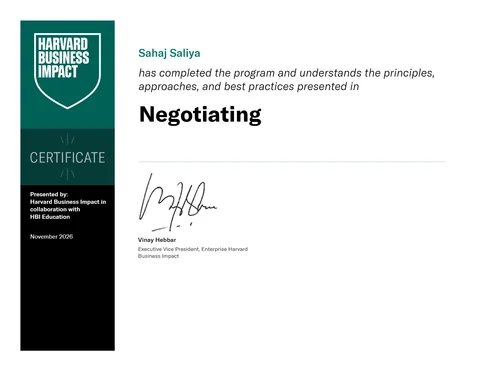 HARVARD
BUSINESS
IMPACT
CERTIFICATE
Presented by:
Harvard Business Impact in
collaboration with
HBI Education
November 2026
Sahaj Saliya
has completed the program and understands the principles,
approaches, and best practices presented in
Negotiating
Vinay Hebbar
Executive Vice President, Enterprise Harvard
Business Impact